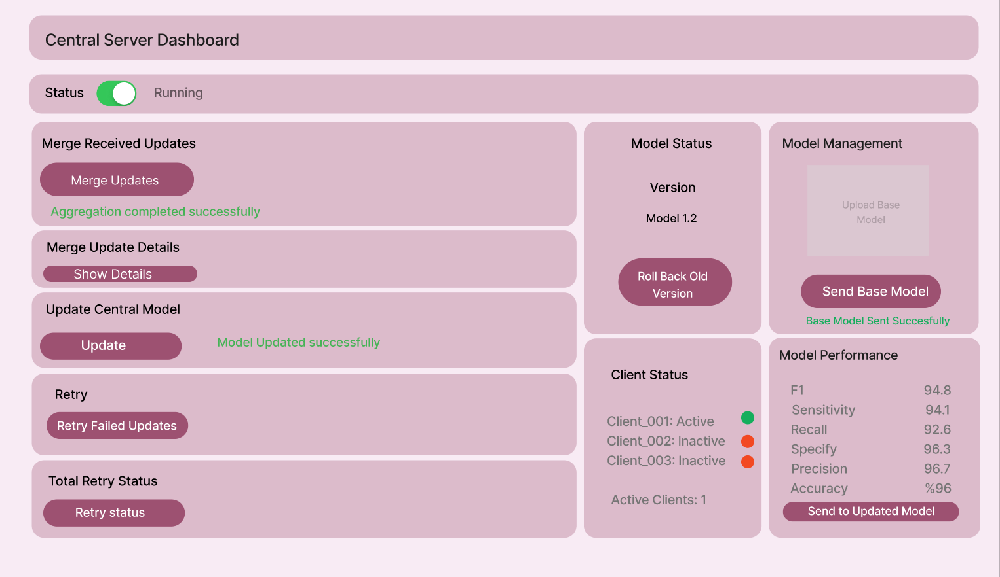 Central Server Dashboard
Status
Running
Merge Received Updates
Merge Updates
Aggregation completed successfully
Merge Update Details
Show Details
Update Central Model
Update
Model Updated successfully
Retry
Retry Failed Updates
Total Retry Status
Retry status
Model Status
Version
Model 1.2
Roll Back Old
Version
Client Status
Client_001: Active
Client_002: Inactive
Client_003: Inactive
Active Clients: 1
Model Management
Upload Base
Model
Send Base Model
Base Model Sent Succesfully
Model Performance
F1 94.8
Sensitivity 94.1
Recall 92.6
Specify 96.3
Precision 96.7
Accuracy %96
Send to Updated Model